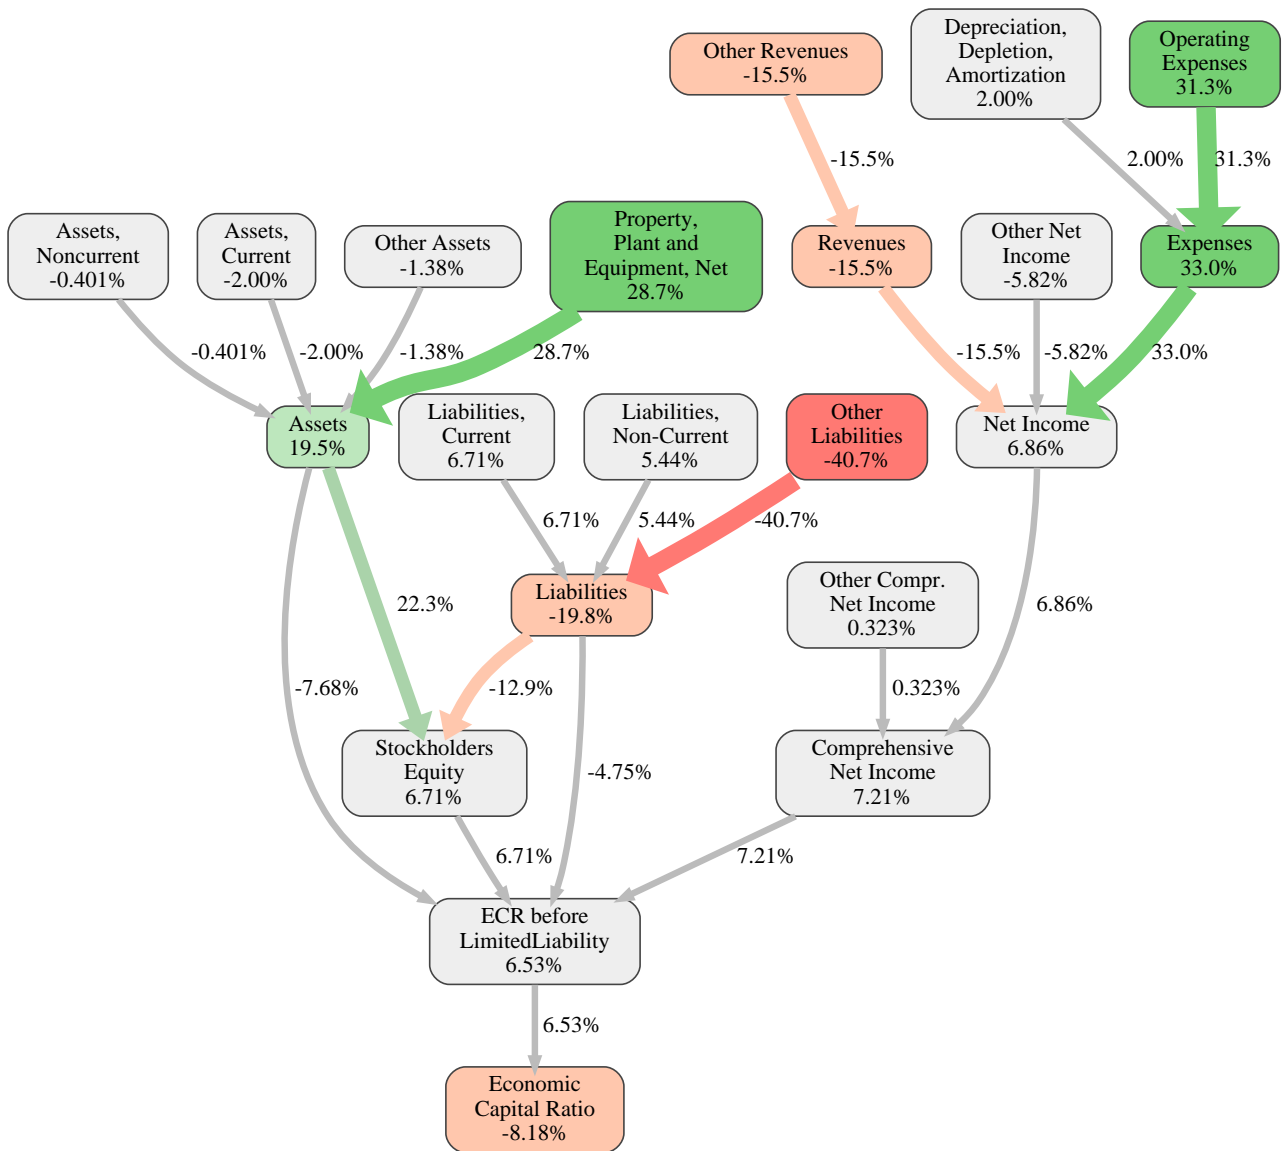 Other Revenues
-15.5%
Depreciation,
Depletion,
Amortization
2.00%
Operating
Expenses
31.3%
-15.5%
2.00%
31.3%
Assets,
Noncurrent
-0.401%
Assets,
Current
-2.00%
Other Assets
-1.38%
Property,
Plant and
Equipment, Net
28.7%
Revenues
-15.5%
Other Net
Income
-5.82%
Expenses
33.0%
-0.401%
-2.00%
-1.38%
28.7%
-15.5%
-5.82%
33.0%
Assets
19.5%
Liabilities,
Current
6.71%
Liabilities,
Non-Current
5.44%
Other
Liabilities
-40.7%
Net Income
6.86%
6.71%
5.44%
-40.7%
22.3%
Liabilities
-19.8%
Other Compr.
Net Income
0.323%
6.86%
-7.68%
-12.9%
0.323%
Stockholders
Equity
6.71%
-4.75%
Comprehensive
Net Income
7.21%
6.71%
7.21%
ECR before
LimitedLiability
6.53%
6.53%
Economic
Capital Ratio
-8.18%